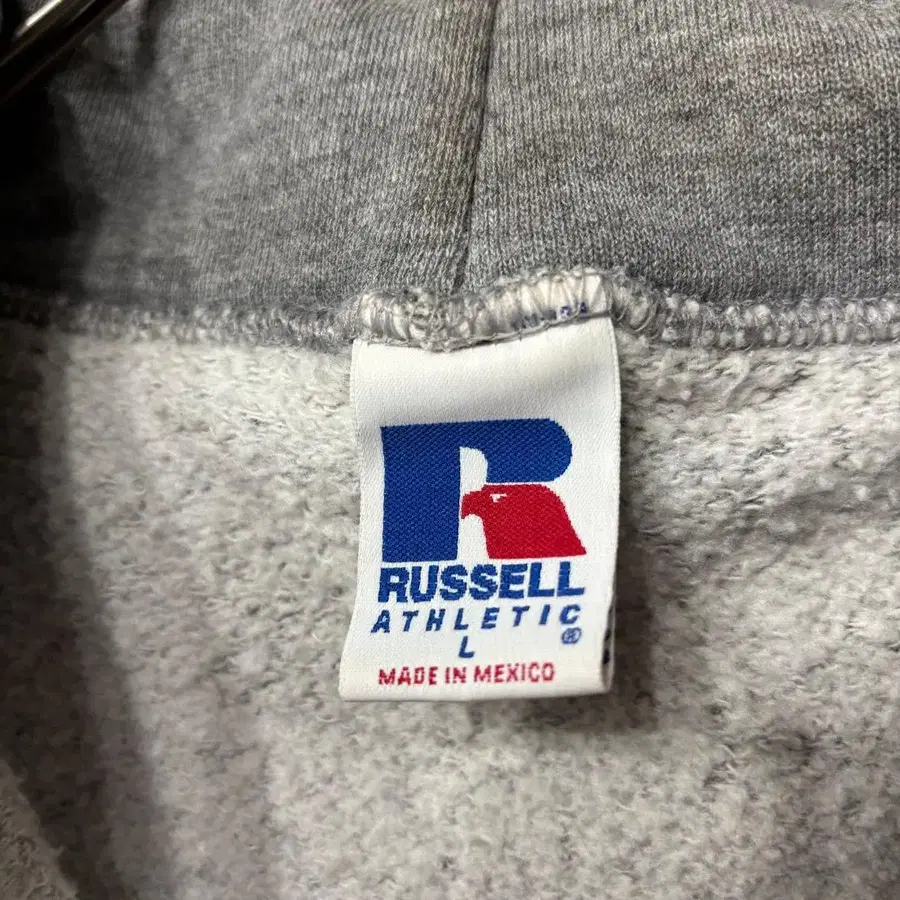 RUSSELL
ATHLETIC
®
L
MADE IN MEXICO